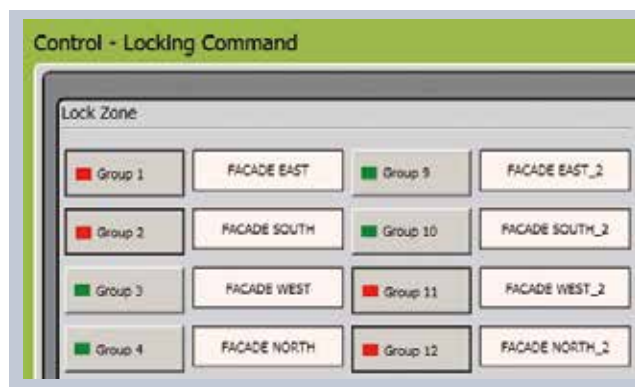 Control - Locking Command
Lock Zone
Group 1 FACADE EAST Group 9 FACADE EAST_2
Group 2 FACADE SOUTH Group 10 FACADE SOUTH_2
Group 3 FACADE WEST Group 11 FACADE WEST_2
Group 4 FACADE NORTH Group 12 FACADE NORTH_2